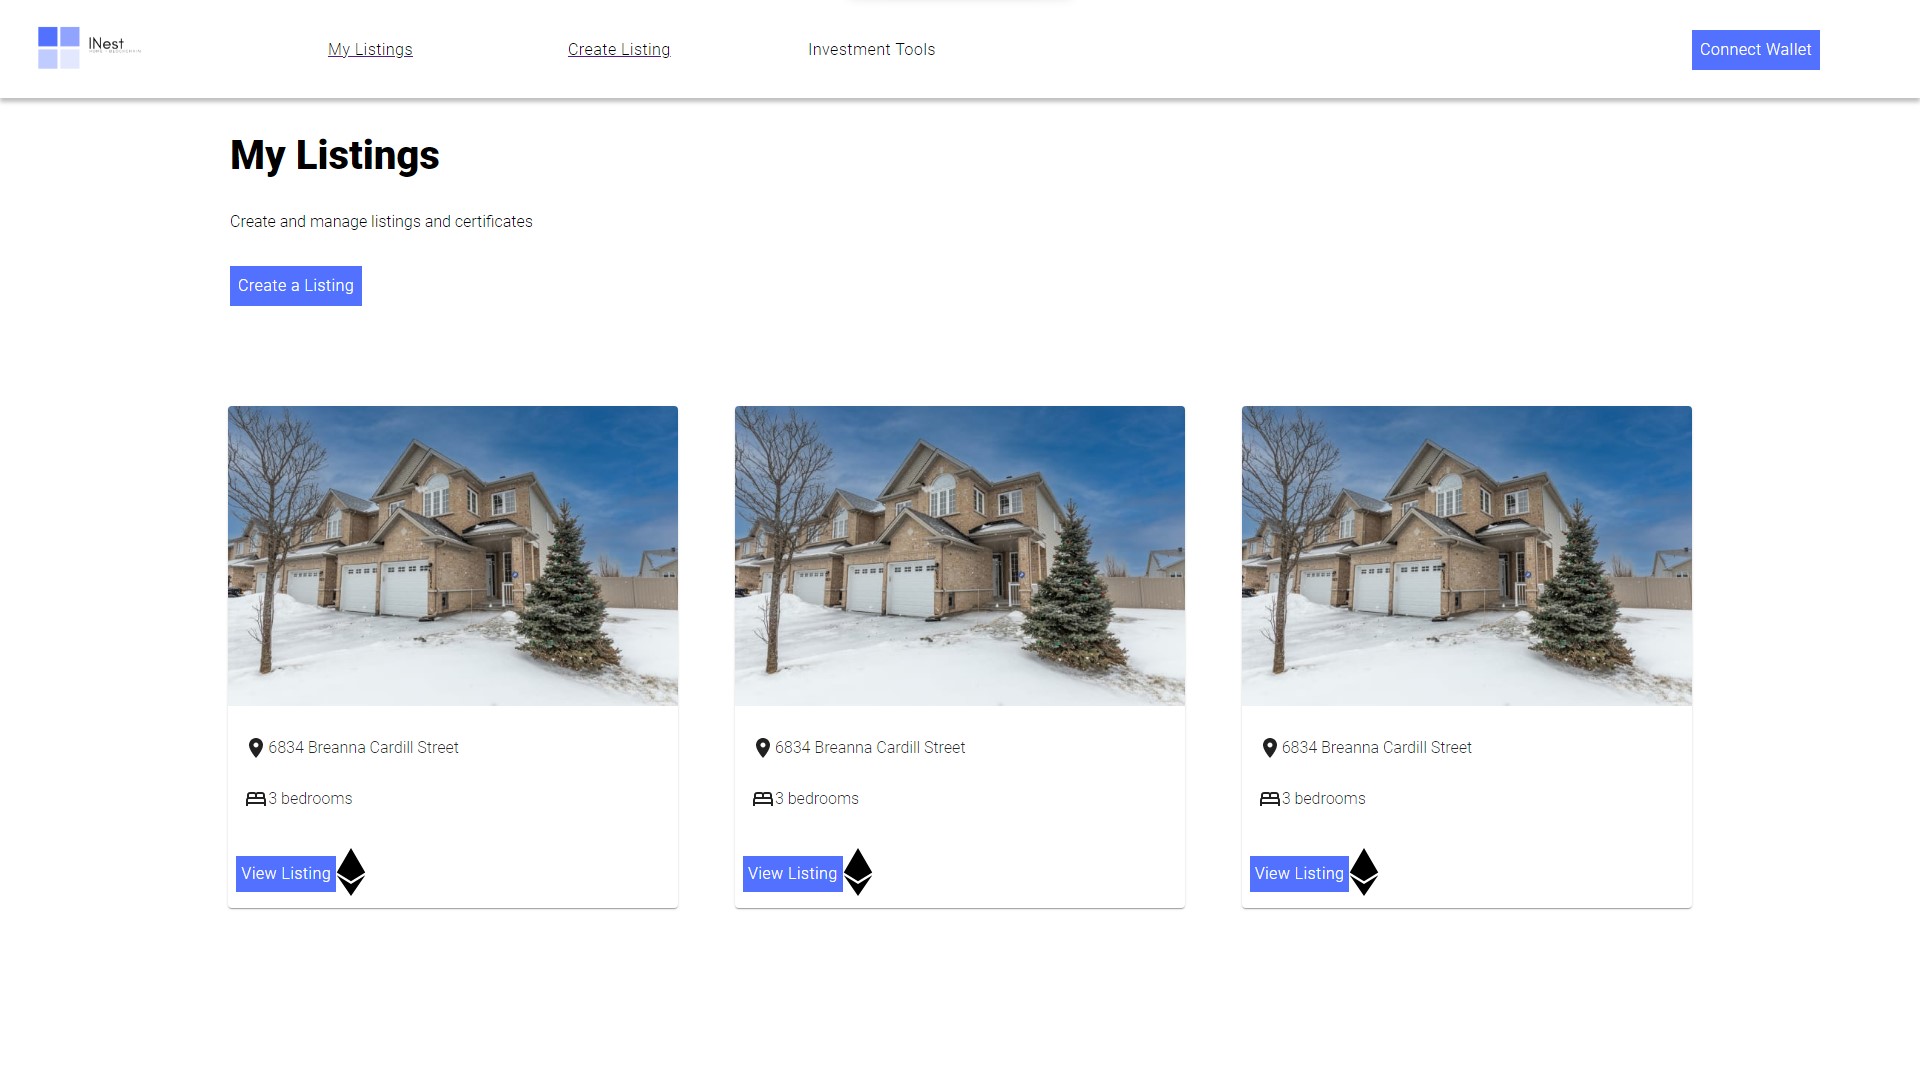 INest
My Listings
Create Listing
Investment Tools
Connect Wallet
My Listings
Create and manage listings and certificates
Create a Listing
6834 Breanna Cardill Street
3 bedrooms
View Listing
6834 Breanna Cardill Street
3 bedrooms
View Listing
6834 Breanna Cardill Street
3 bedrooms
View Listing